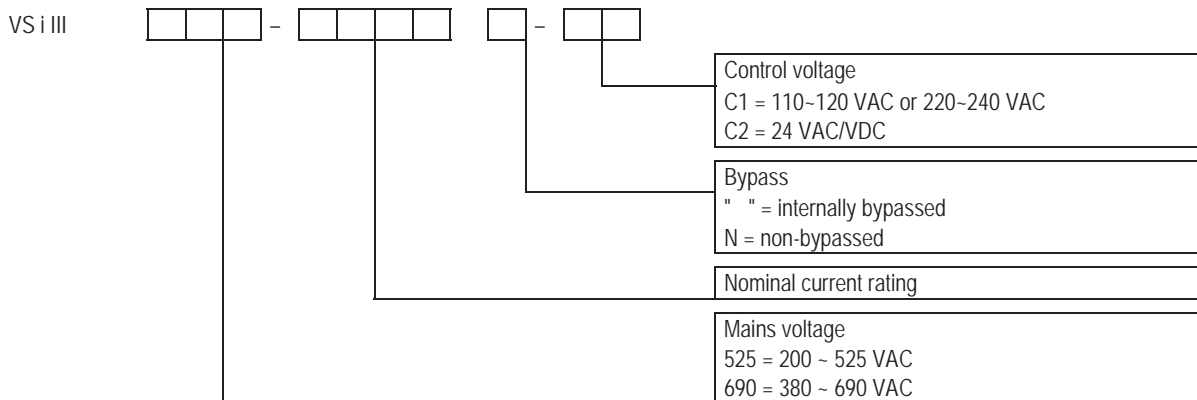 VS i III – –
Control voltage
C1 = 110~120 VAC or 220~240 VAC
C2 = 24 VAC/VDC
Bypass
"  " = internally bypassed
N = non-bypassed
Nominal current rating
Mains voltage
525 = 200 ~ 525 VAC
690 = 380 ~ 690 VAC